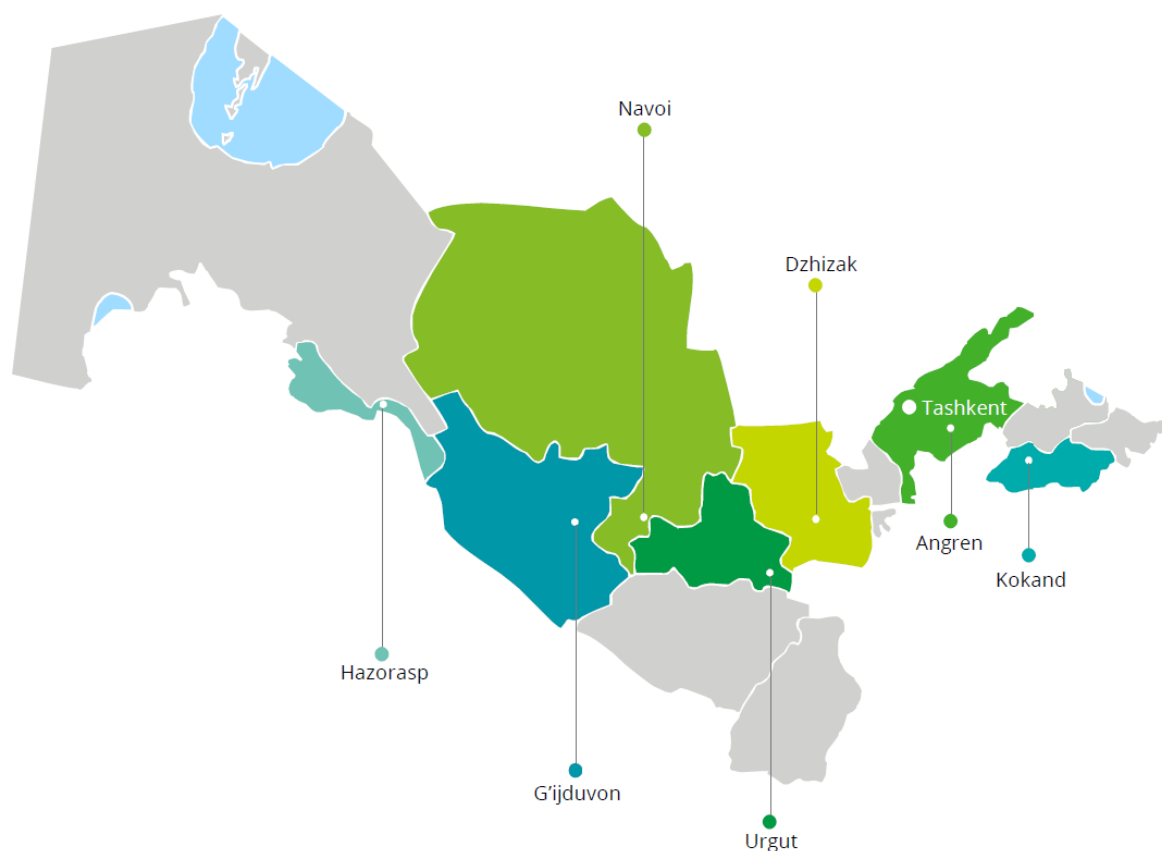 Navoi
Dzhizak
Tashkent
Angren
Kokand
Hazorasp
G’ijduvon
Urgut